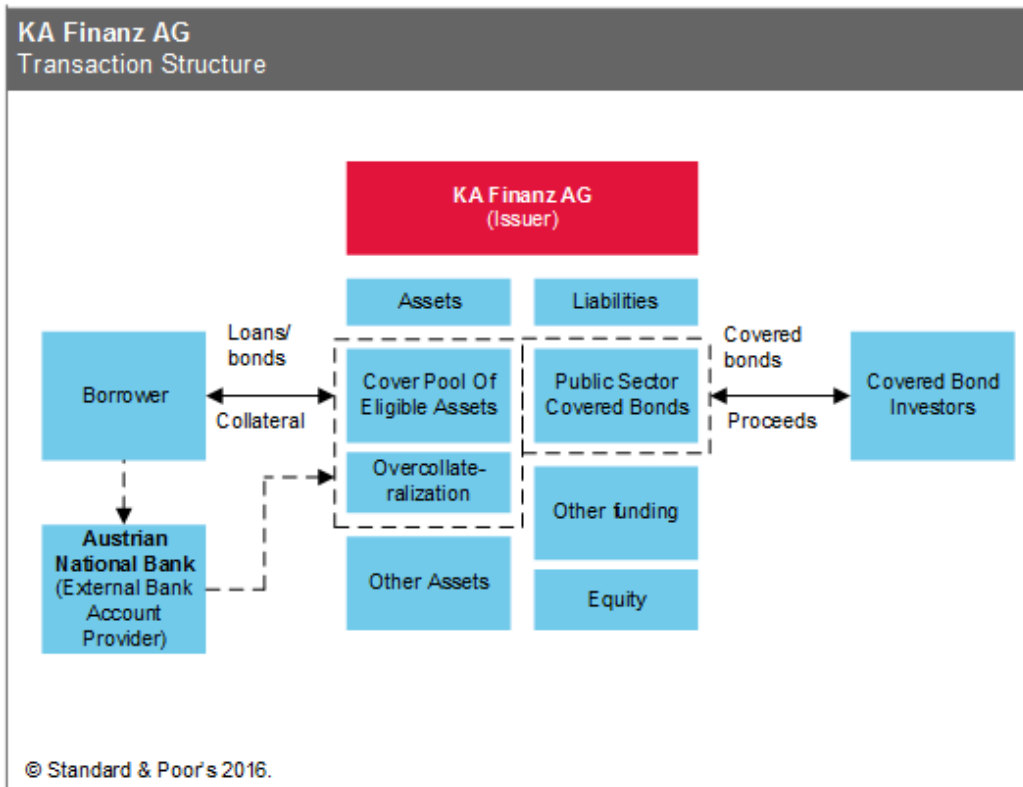 KA Finanz AG
Transaction Structure
KA Finanz AG
(Issuer)
Assets
Liabilities
Loans/
bonds
Covered
bonds
Borrower
Cover Pool Of
Eligible Assets
Public Sector
Covered Bonds
Covered Bond
Investors
Collateral
Proceeds
Overcollate-
ralization
Other funding
Austrian
National Bank
(External Bank
Account
Provider)
Other Assets
Equity
© Standard & Poor's 2016.